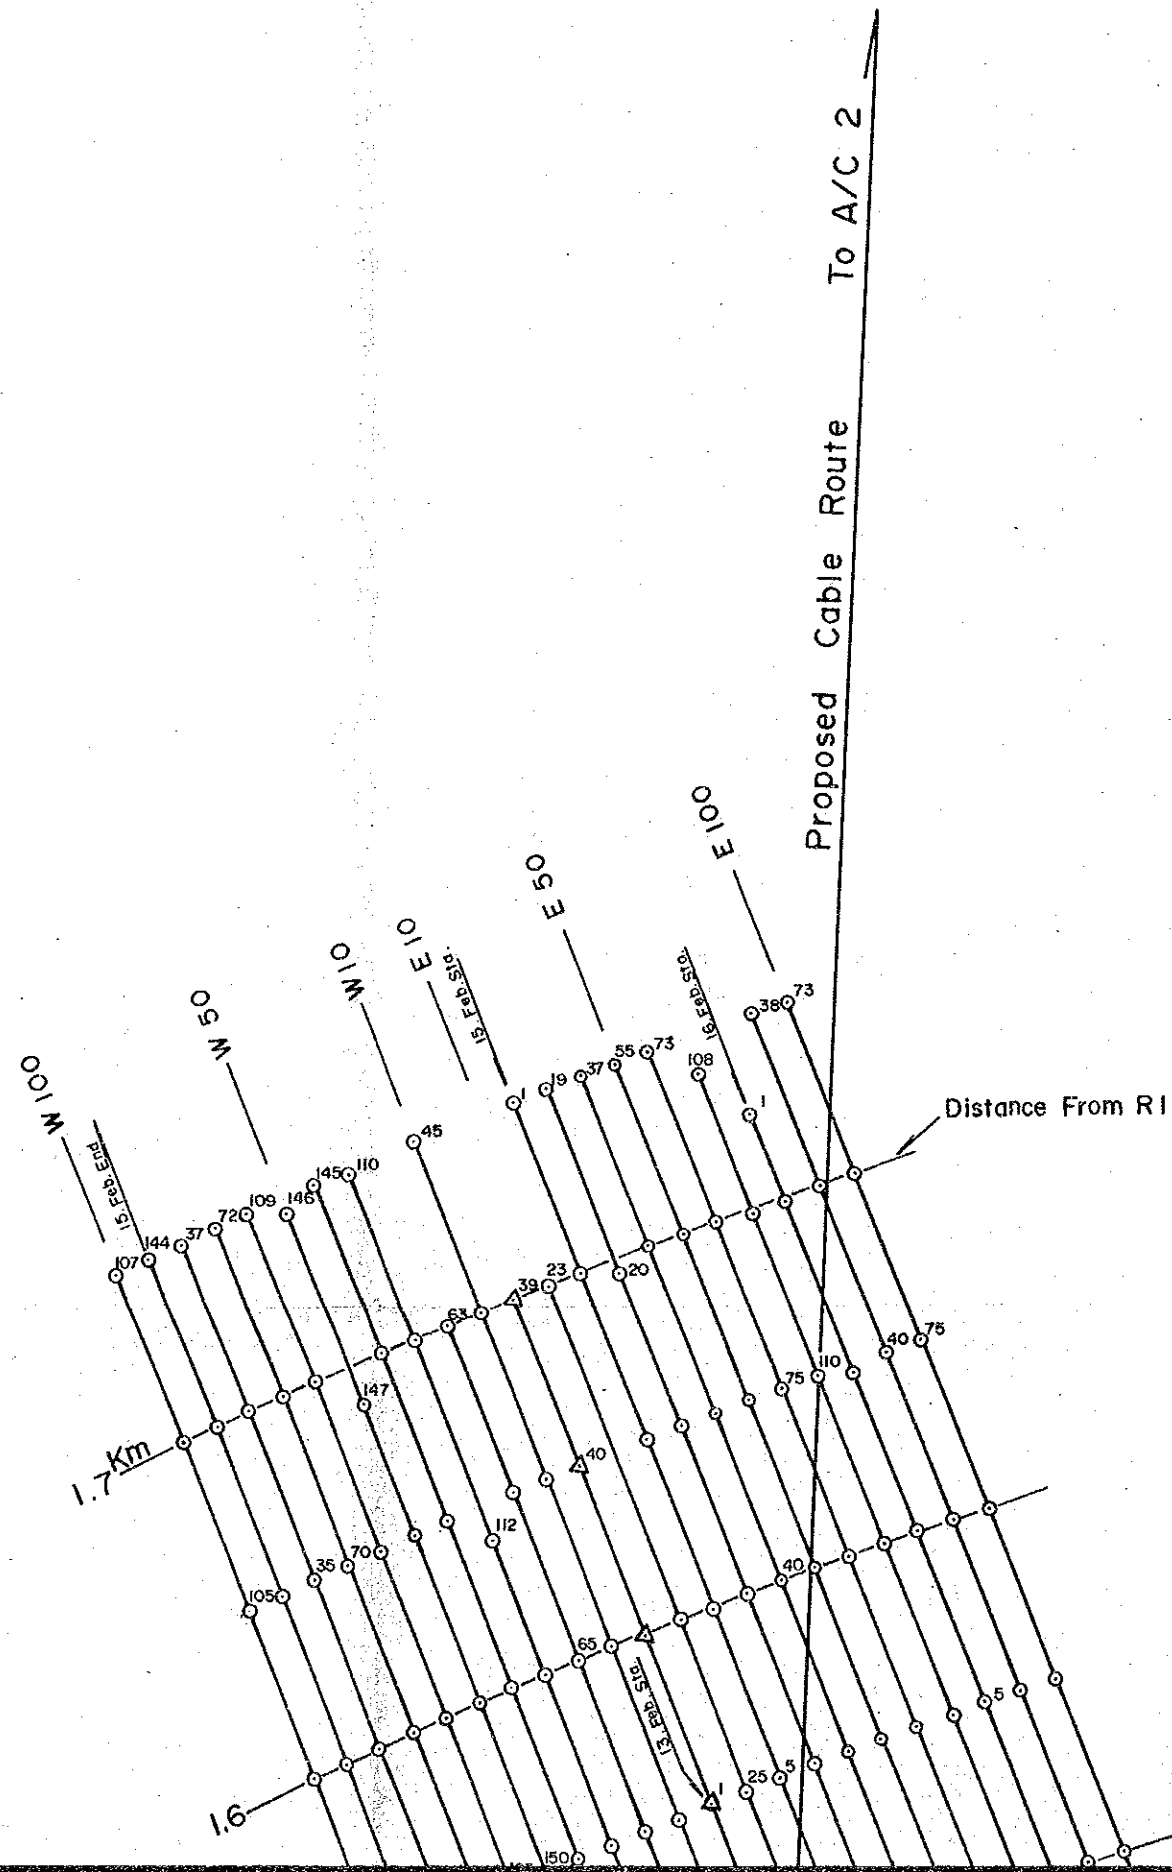 To A/C 2
Proposed Cable Route
E 100
E 50
E 10
W 10
W 50
W 100
15. Feb. Sta.
16. Feb. Sta.
15. Feb. End
13. Feb. Sta.
Distance From R1
73
38
73
55
37
19
1
108
1
45
110
145
146
109
72
37
144
107
39
23
20
63
147
40
75
110
75
40
112
105
35
70
40
65
5
25
5
1
150
1.7 Km
1.6